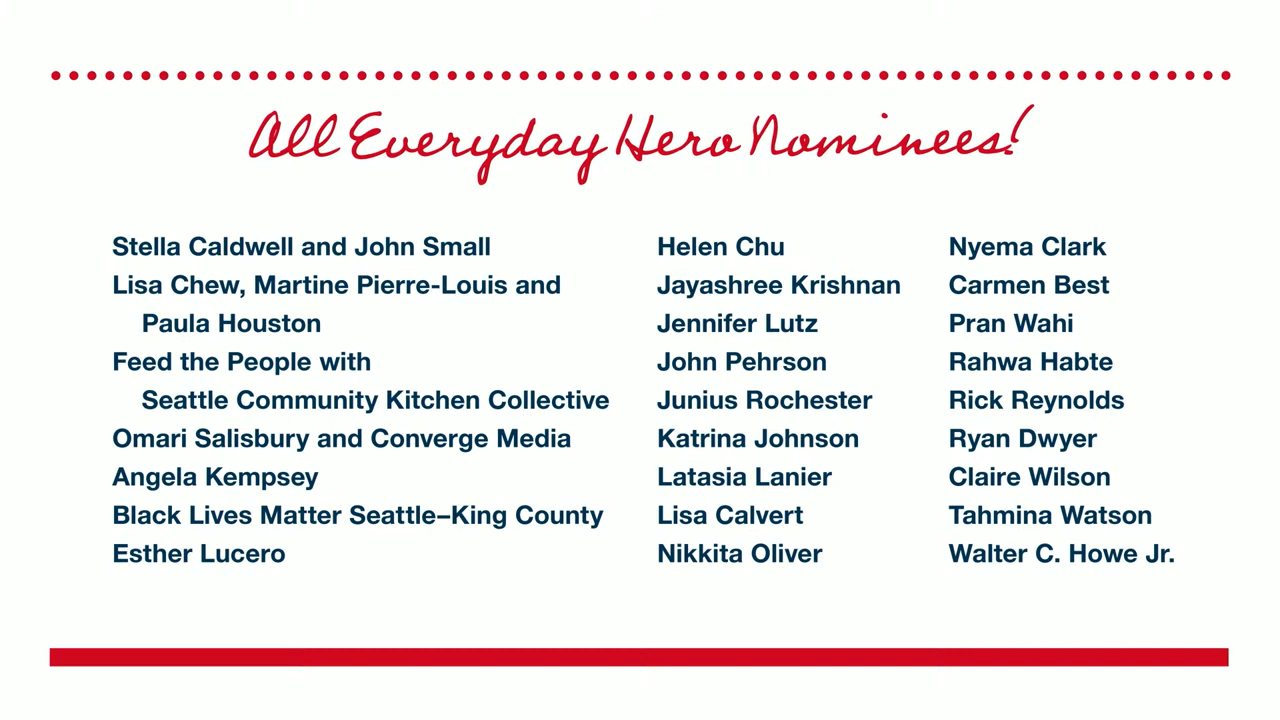 All Everyday Hero Nominees!
Stella Caldwell and John Small
Lisa Chew, Martine Pierre-Louis and
Paula Houston
Feed the People with
Seattle Community Kitchen Collective
Omari Salisbury and Converge Media
Angela Kempsey
Black Lives Matter Seattle–King County
Esther Lucero
Helen Chu
Jayashree Krishnan
Jennifer Lutz
John Pehrson
Junius Rochester
Katrina Johnson
Latasia Lanier
Lisa Calvert
Nikkita Oliver
Nyema Clark
Carmen Best
Pran Wahi
Rahwa Habte
Rick Reynolds
Ryan Dwyer
Claire Wilson
Tahmina Watson
Walter C. Howe Jr.